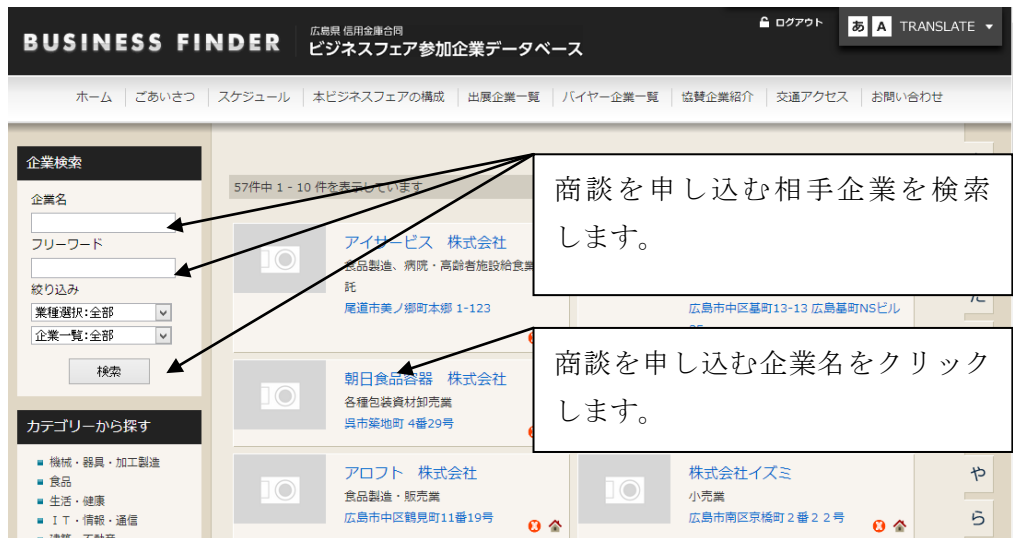 BUSINESS FINDER
広島県 信用金庫合同
ビジネスフェア参加企業データベース
ログアウト
あ A TRANSLATE
ホーム ごあいさつ スケジュール 本ビジネスフェアの構成 出展企業一覧 バイヤー企業一覧 協賛企業紹介 交通アクセス お問い合わせ
企業検索
企業名
フリーワード
絞り込み
業種選択:全部
企業一覧:全部
検索
カテゴリーから探す
機械・器具・加工製造
食品
生活・健康
IT・情報・通信
57件中 1 - 10 件を表示しています
商談を申し込む相手企業を検索
します。
アイサービス 株式会社
食品製造、病院・高齢者施設給食業
託
尾道市美ノ郷町本郷 1-123
広島市中区基町13-13 広島基町NSビル
商談を申し込む企業名をクリック
します。
朝日食品容器 株式会社
各種包装資材卸売業
呉市築地町 4番29号
アロフト 株式会社
食品製造・販売業
広島市中区鶴見町11番19号
株式会社イズミ
小売業
広島市南区京橋町2番22号
や
ら